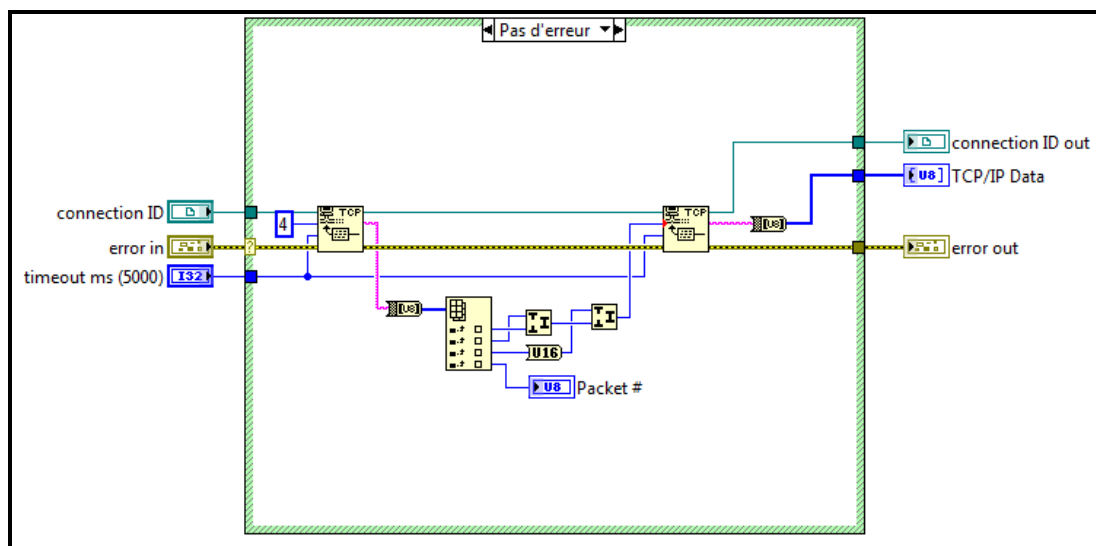 Pas d'erreur
connection ID out
[U8] TCP/IP Data
connection ID
TCP
TCP
4
[U8]
error in
?
error out
timeout ms (5000) I32
[U8]
U16
U8 Packet #